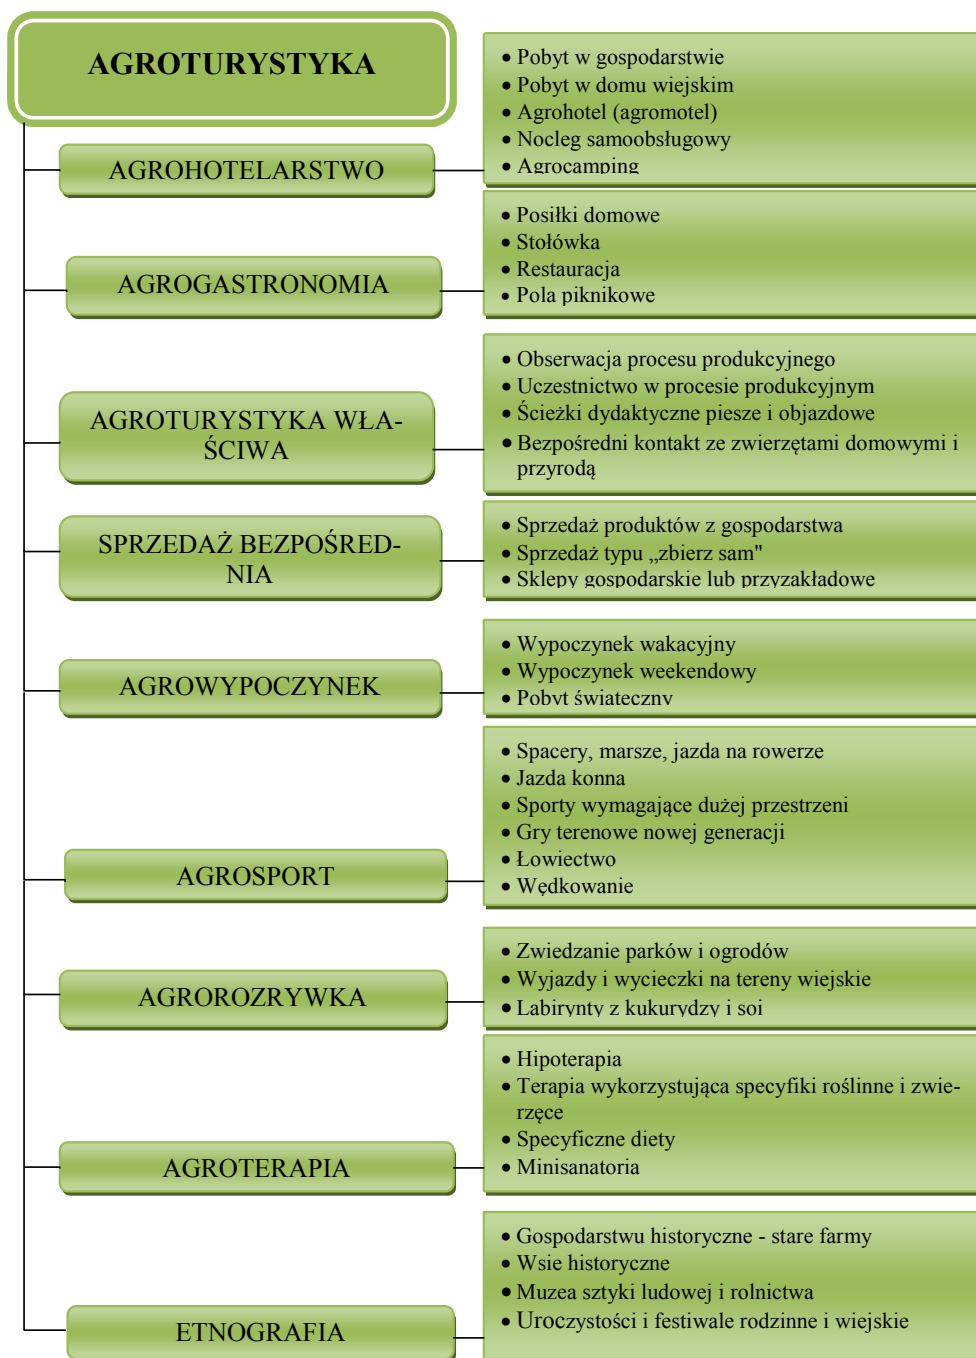 AGROTURYSTYKA
• Pobyt w gospodarstwie
• Pobyt w domu wiejskim
• Agrohotel (agromotel)
• Nocleg samoobsługowy
• Agrocamping
AGROHOTELARSTWO
• Posiłki domowe
• Stołówka
• Restauracja
• Pola piknikowe
AGROGASTRONOMIA
• Obserwacja procesu produkcyjnego
• Uczestnictwo w procesie produkcyjnym
• Ścieżki dydaktyczne piesze i objazdowe
• Bezpośredni kontakt ze zwierzętami domowymi i
przyrodą
AGROTURYSTYKA WŁA-
ŚCIWA
• Sprzedaż produktów z gospodarstwa
• Sprzedaż typu „zbierz sam"
• Sklepy gospodarskie lub przyzakładowe
SPRZEDAŻ BEZPOŚRED-
NIA
• Wypoczynek wakacyjny
• Wypoczynek weekendowy
• Pobyt świąteczny
AGROWYPOCZYNEK
• Spacery, marsze, jazda na rowerze
• Jazda konna
• Sporty wymagające dużej przestrzeni
• Gry terenowe nowej generacji
• Łowiectwo
• Wędkowanie
AGROSPORT
• Zwiedzanie parków i ogrodów
• Wyjazdy i wycieczki na tereny wiejskie
• Labirynty z kukurydzy i soi
AGROROZRYWKA
• Hipoterapia
• Terapia wykorzystująca specyfiki roślinne i zwie-
rzęce
• Specyficzne diety
• Minisanatoria
AGROTERAPIA
• Gospodarstwu historyczne - stare farmy
• Wsie historyczne
• Muzea sztyki ludowej i rolnictwa
• Uroczystości i festiwale rodzinne i wiejskie
ETNOGRAFIA